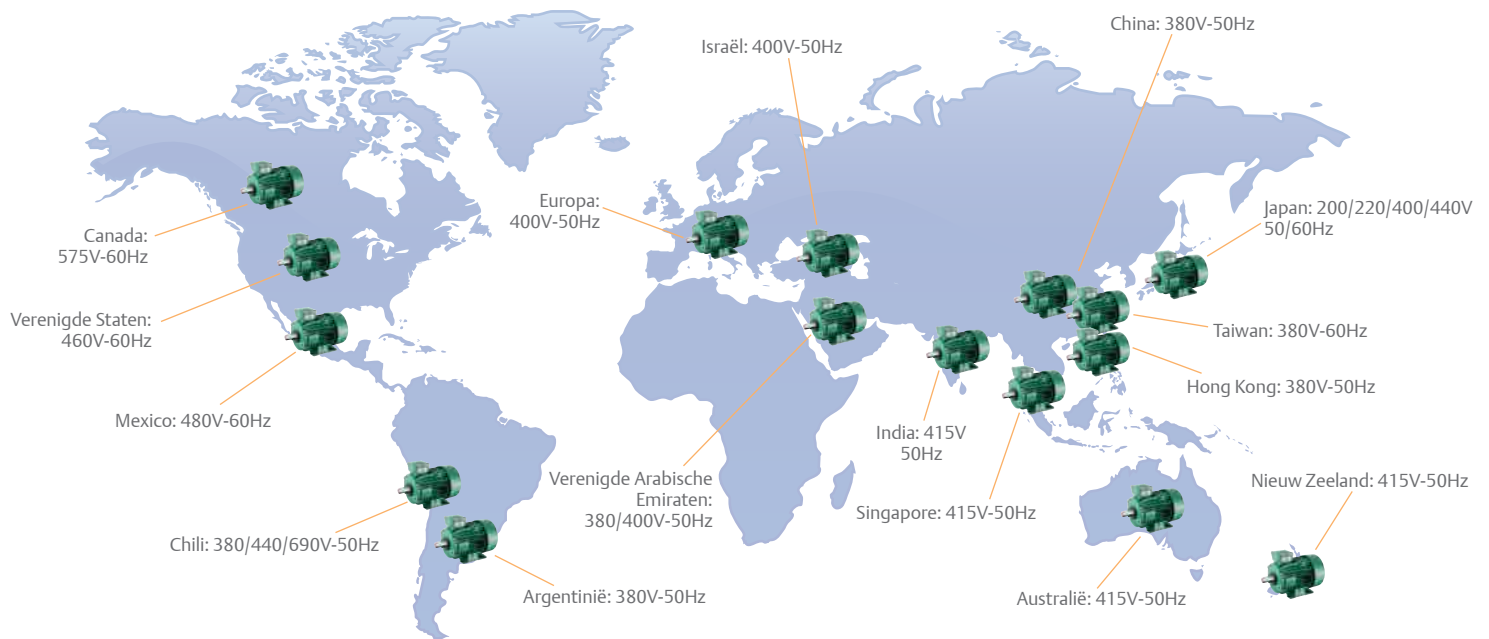 China: 380V-50Hz
Israël: 400V-50Hz
Europa:
400V-50Hz
Japan: 200/220/400/440V
50/60Hz
Canada:
575V-60Hz
Verenigde Staten:
460V-60Hz
Taiwan: 380V-60Hz
Hong Kong: 380V-50Hz
Mexico: 480V-60Hz
India: 415V
50Hz
Verenigde Arabische
Emiraten:
380/400V-50Hz
Nieuw Zeeland: 415V-50Hz
Singapore: 415V-50Hz
Chili: 380/440/690V-50Hz
Argentinië: 380V-50Hz
Australië: 415V-50Hz